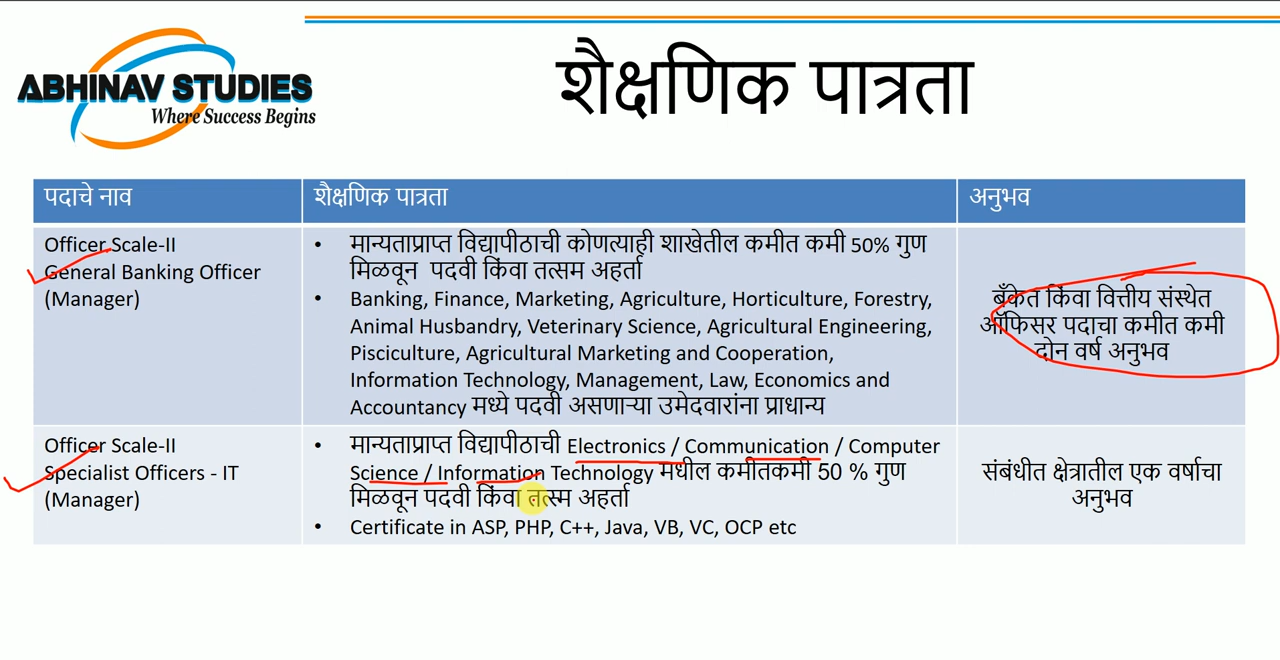 ABHINAV STUDIES
Where Success Begins
शैक्षणिक पात्रता
पदाचे नाव
शैक्षणिक पात्रता
अनुभव
Officer Scale-II
General Banking Officer
(Manager)
• मान्यताप्राप्त विद्यापीठाची कोणत्याही शाखेतील कमीत कमी 50% गुण
मिळवून पदवी किंवा तत्सम अहर्ता
• Banking, Finance, Marketing, Agriculture, Horticulture, Forestry,
Animal Husbandry, Veterinary Science, Agricultural Engineering,
Pisciculture, Agricultural Marketing and Cooperation,
Information Technology, Management, Law, Economics and
Accountancy मध्ये पदवी असणाऱ्या उमेदवारांना प्राधान्य
बँकेत किंवा वित्तीय संस्थेत
ऑफिसर पदाचा कमीत कमी
दोन वर्ष अनुभव
Officer Scale-II
Specialist Officers - IT
(Manager)
• मान्यताप्राप्त विद्यापीठाची Electronics / Communication / Computer
Science / Information Technology मधील कमीतकमी 50 % गुण
मिळवून पदवी किंवा तत्सम अहर्ता
• Certificate in ASP, PHP, C++, Java, VB, VC, OCP etc
संबंधीत क्षेत्रातील एक वर्षाचा
अनुभव